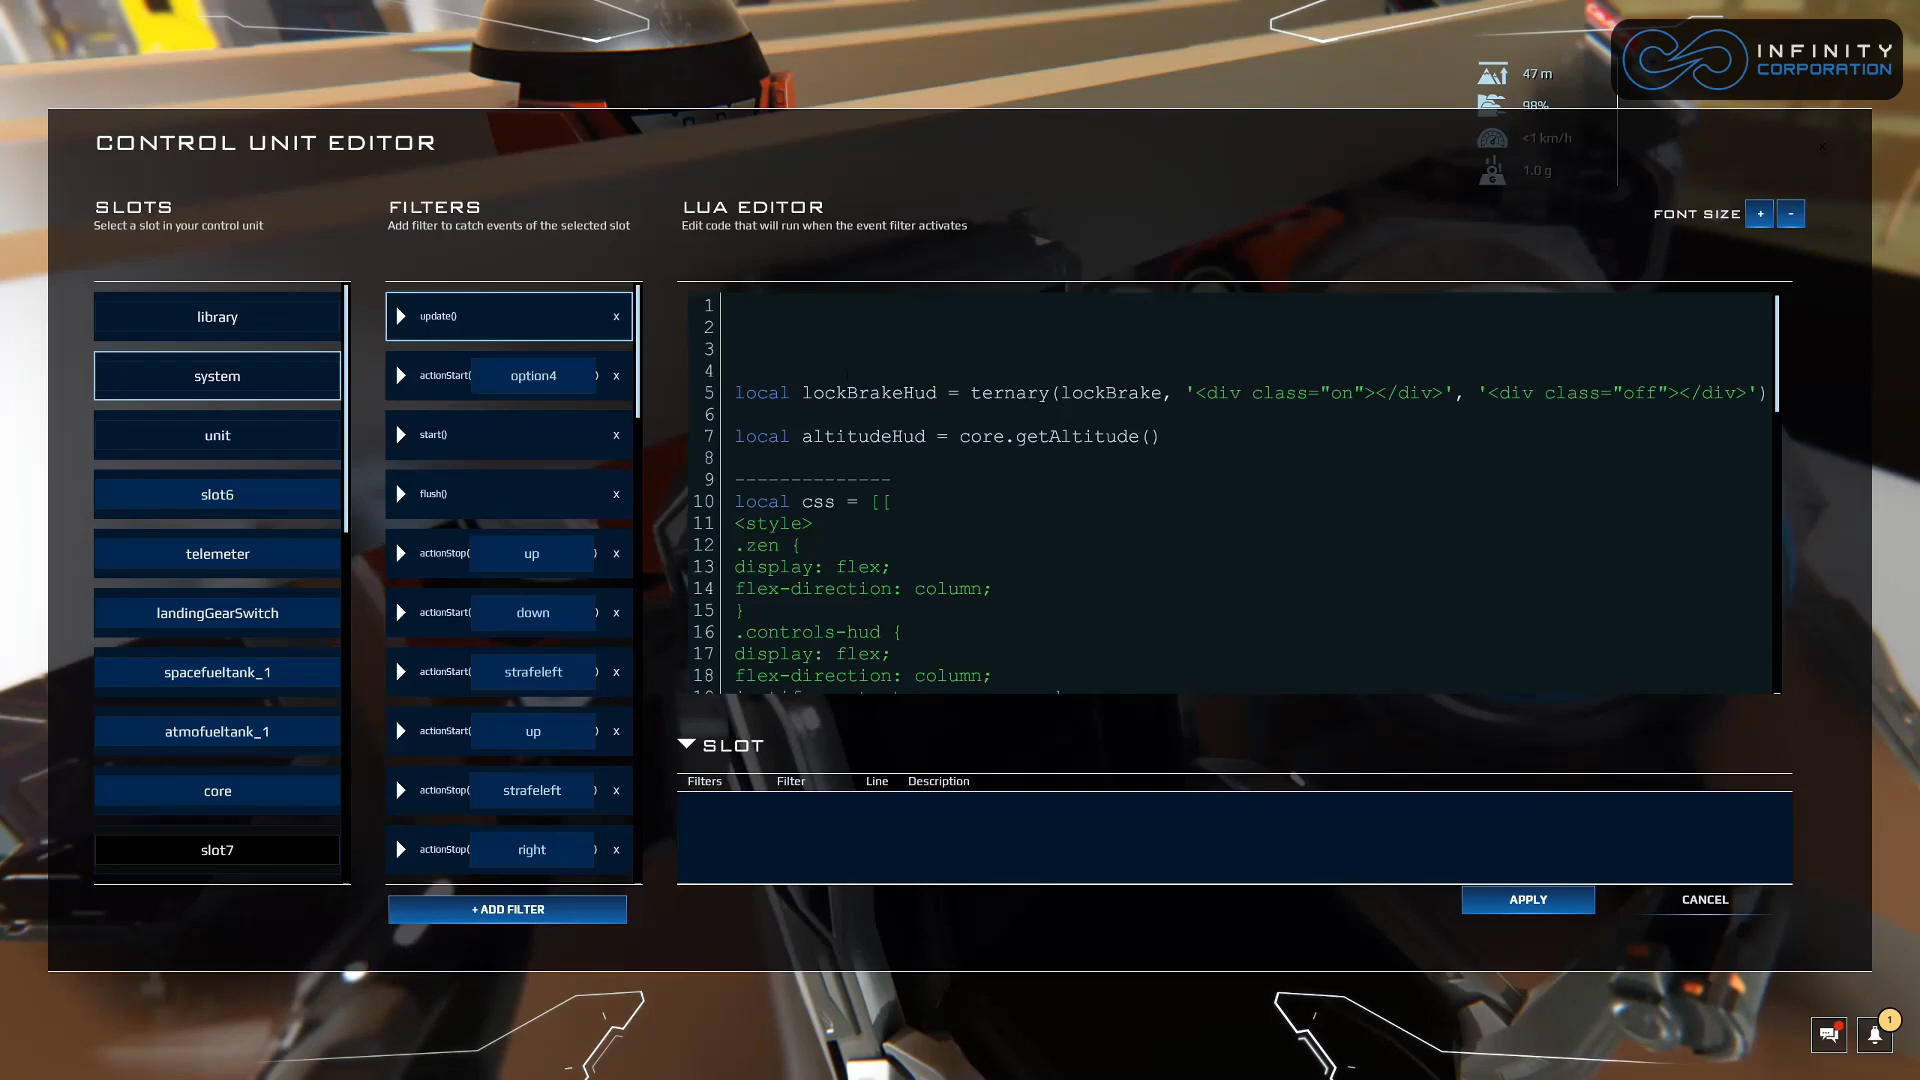 INFINITY
CORPORATION
47 m
98%
<1 km/h
1.0 g
CONTROL UNIT EDITOR
x
SLOTS
Select a slot in your control unit
library
system
unit
slot6
telemeter
landingGearSwitch
spacefueltank_1
atmofueltank_1
core
slot7
FILTERS
Add filter to catch events of the selected slot
update() x
actionStart( option4 ) x
start() x
flush() x
actionStop( up ) x
actionStart( down ) x
actionStart( strafeleft ) x
actionStart( up ) x
actionStop( strafeleft ) x
actionStop( right ) x
+ ADD FILTER
LUA EDITOR
Edit code that will run when the event filter activates
FONT SIZE + -
1
2
3
4
5 local lockBrakeHud = ternary(lockBrake, '<div class="on"></div>', '<div class="off"></div>')
6
7 local altitudeHud = core.getAltitude()
8
9 --------------
10 local css = [[
11 <style>
12 .zen {
13 display: flex;
14 flex-direction: column;
15 }
16 .controls-hud {
17 display: flex;
18 flex-direction: column;
SLOT
Filters Filter Line Description
APPLY CANCEL
1